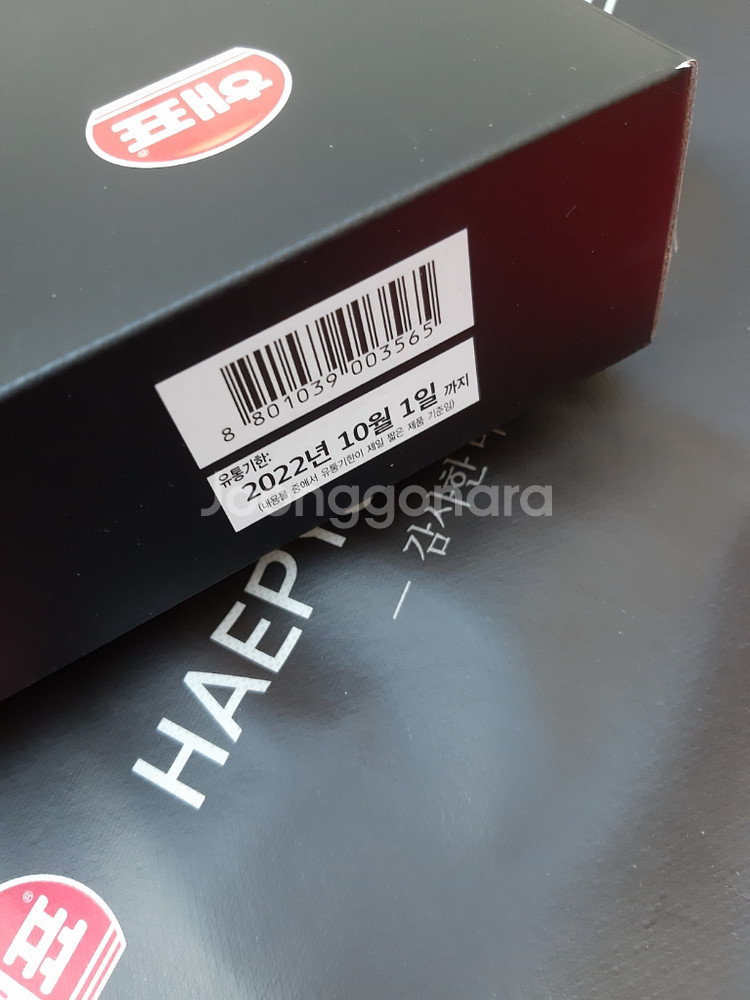 해표
8 801039 003565
유통기한:
2022년 10월 1일 까지
(내용물 중에서 유통기한이 제일 짧은 제품 기준임)
Joonggonara
HAEPY
– 감사한
표